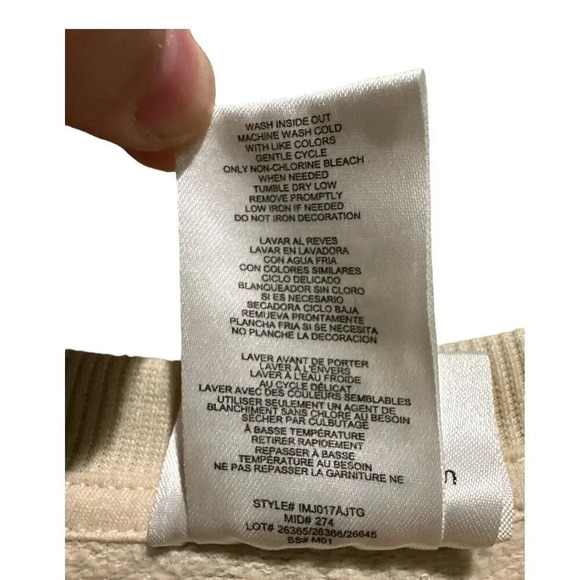 WASH INSIDE OUT
MACHINE WASH COLD
WITH LIKE COLORS
GENTLE CYCLE
ONLY NON-CHLORINE BLEACH
WHEN NEEDED
TUMBLE DRY LOW
REMOVE PROMPTLY
LOW IRON IF NEEDED
DO NOT IRON DECORATION
LAVAR AL REVES
LAVAR EN LAVADORA
CON AGUA FRIA
CON COLORES SIMILARES
CICLO DELICADO
BLANQUEADOR SIN CLORO
SI ES NECESARIO
SECADORA CICLO BAJA
REMUEVA PRONTAMENTE
PLANCHA FRIA SI SE NECESITA
NO PLANCHE LA DECORACION
LAVER AVANT DE PORTER
LAVER À L'ENVERS
LAVER À L'EAU FROIDE
AU CYCLE DÉLICAT
LAVER AVEC DES COULEURS SEMBLABLES
UTILISER SEULEMENT UN AGENT DE
BLANCHIMENT SANS CHLORE AU BESOIN
SÉCHER PAR CULBUTAGE
À BASSE TEMPÉRATURE
RETIRER RAPIDEMENT
REPASSER À BASSE
TEMPÉRATURE AU BESOIN
NE PAS REPASSER LA GARNITURE NE
STYLE# IMJ017AJTG
MID# 274
LOT# 26365/26366/26645
SS# M01